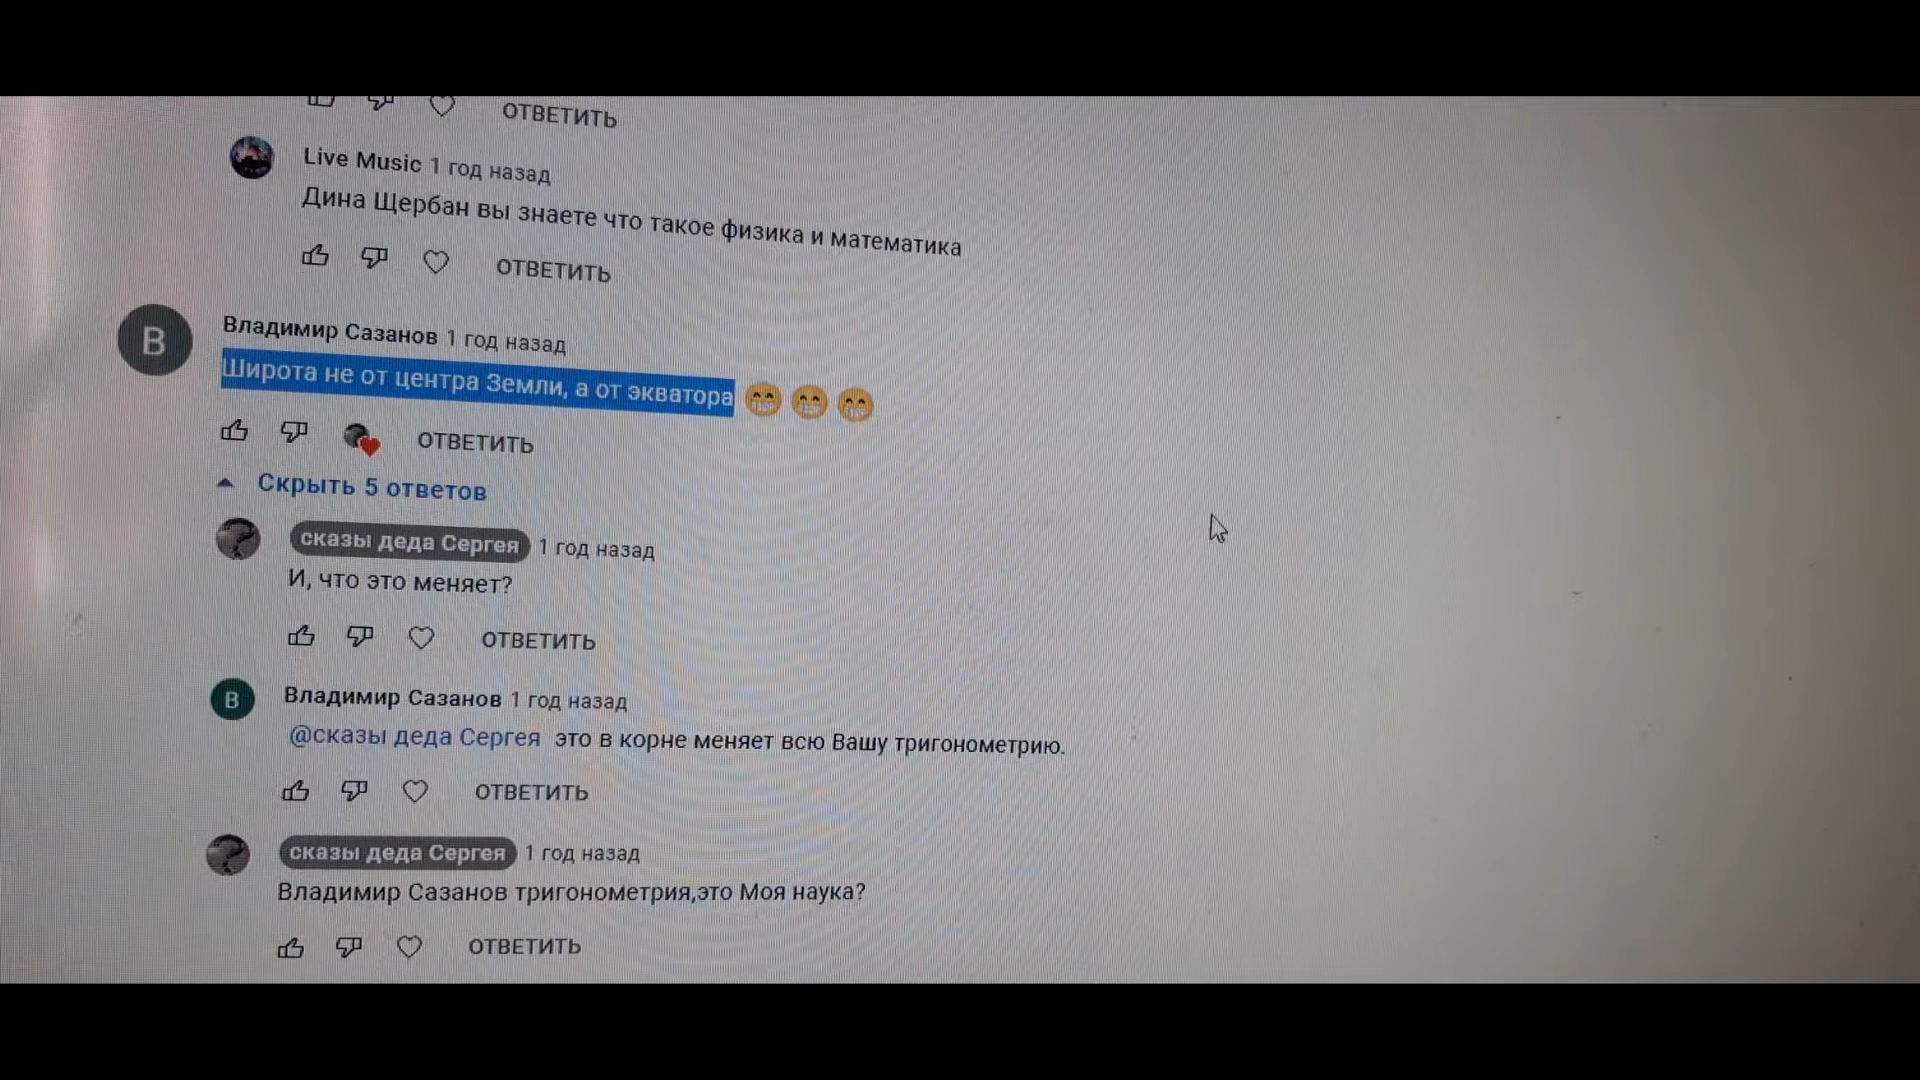 ОТВЕТИТЬ
Live Music 1 год назад
Дина Щербан вы знаете что такое физика и математика
ОТВЕТИТЬ
В
Владимир Сазанов 1 год назад
Широта не от центра Земли, а от экватора 😁😁😁
ОТВЕТИТЬ
Скрыть 5 ответов
сказы деда Сергея 1 год назад
И, что это меняет?
ОТВЕТИТЬ
В
Владимир Сазанов 1 год назад
@сказы деда Сергея это в корне меняет всю Вашу тригонометрию.
ОТВЕТИТЬ
сказы деда Сергея 1 год назад
Владимир Сазанов тригонометрия,это Моя наука?
ОТВЕТИТЬ